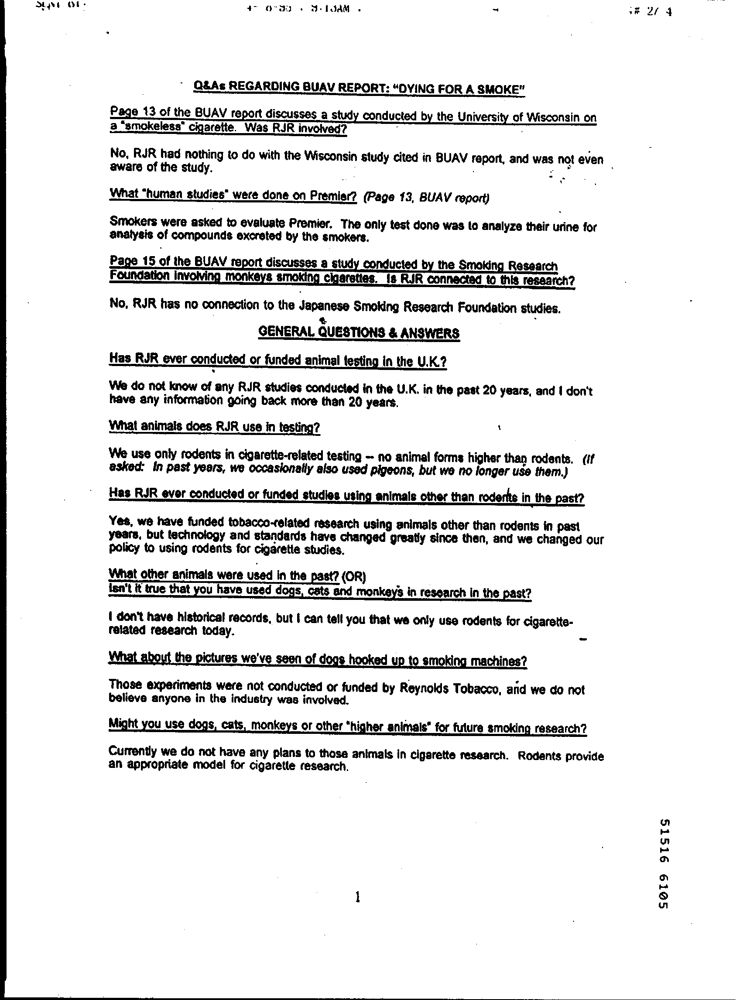 # 2/ 4
Q&As REGARDING BUAV REPORT: "DYING FOR A SMOKE"
Page 13 of the BUAV report discusses a study conducted by the University of Wisconsin on
a "smokeless" cigarette. Was RJR involved?
No, RJR had nothing to do with the Wisconsin study cited in BUAV report, and was not even
aware of the study.
What "human studies" were done on Premier? (Page 13, BUAV report)
Smokers were asked to evaluate Premier. The only test done was to analyze their urine for
analysis of compounds excreted by the smokers.
Page 15 of the BUAV report discusses a study conducted by the Smoking Research
Foundation involving monkeys smoking cigarettes. Is RJR connected to this research?
No, RJR has no connection to the Japanese Smoking Research Foundation studies.
GENERAL QUESTIONS & ANSWERS
Has RJR ever conducted or funded animal testing in the U.K.?
We do not know of any RJR studies conducted in the U.K. in the past 20 years, and I don't
have any information going back more than 20 years.
What animals does RJR use in testing?
We use only rodents in cigarette-related testing -- no animal forms higher than rodents. (If
asked: In past years, we occasionally also used pigeons, but we no longer use them.)
Has RJR ever conducted or funded studies using animals other than rodents in the past?
Yes, we have funded tobacco-related research using animals other than rodents in past
years, but technology and standards have changed greatly since then, and we changed our
policy to using rodents for cigarette studies.
What other animals were used in the past? (OR)
Isn't it true that you have used dogs, cats and monkeys in research in the past?
I don't have historical records, but I can tell you that we only use rodents for cigarette-
related research today.
What about the pictures we've seen of dogs hooked up to smoking machines?
Those experiments were not conducted or funded by Reynolds Tobacco, and we do not
believe anyone in the industry was involved.
Might you use dogs, cats, monkeys or other "higher animals" for future smoking research?
Currently we do not have any plans to those animals in cigarette research. Rodents provide
an appropriate model for cigarette research.
1
51516 6105